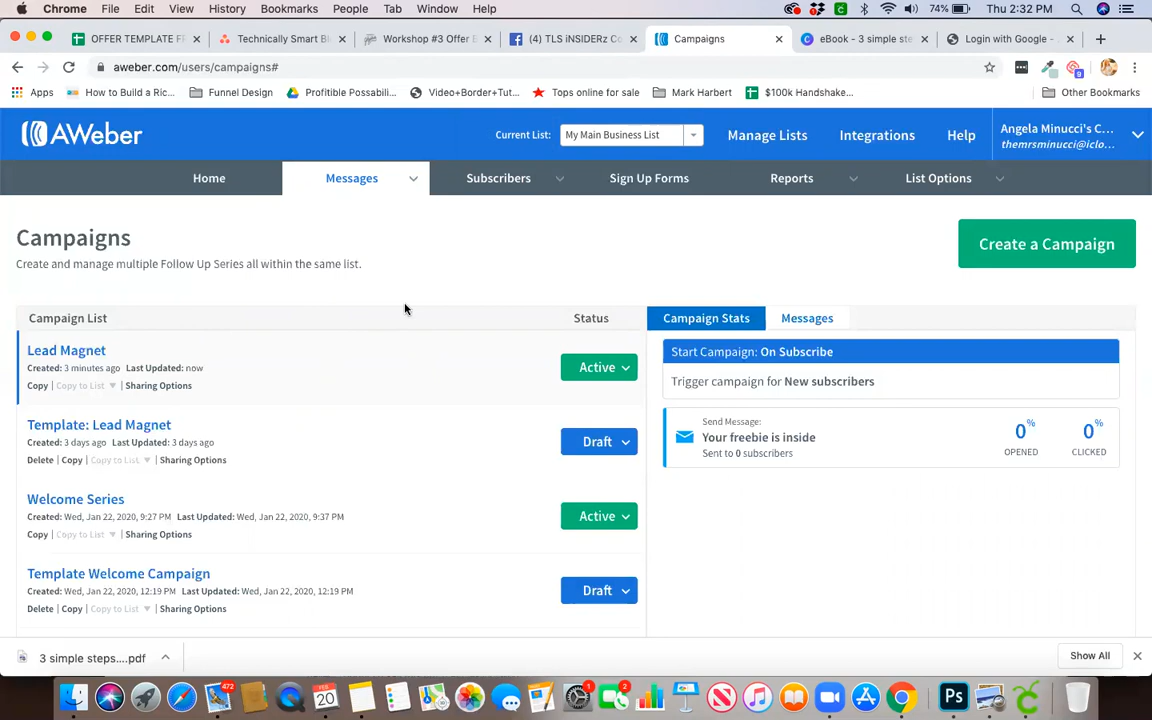 Chrome File Edit View History Bookmarks People Tab Window Help 74% Thu 2:32 PM
OFFER TEMPLATE F × Technically Smart B × Workshop #3 Offer B × (4) TLS iNSIDERz Co × Campaigns × eBook - 3 simple ste × Login with Google - × +
aweber.com/users/campaigns#
Apps How to Build a Ric... Funnel Design Profitible Possabili... Video+Border+Tut... Tops online for sale Mark Harbert $100k Handshake... Other Bookmarks
AWeber Current List: My Main Business List Manage Lists Integrations Help Angela Minucci's C...
themrsminucci@iclo...
Home Messages Subscribers Sign Up Forms Reports List Options
Campaigns
Create a Campaign
Create and manage multiple Follow Up Series all within the same list.
Campaign List Status
Lead Magnet
Created: 3 minutes ago Last Updated: now
Active
Copy | Copy to List | Sharing Options
Template: Lead Magnet
Created: 3 days ago Last Updated: 3 days ago
Draft
Delete | Copy | Copy to List | Sharing Options
Welcome Series
Created: Wed, Jan 22, 2020, 9:27 PM Last Updated: Wed, Jan 22, 2020, 9:37 PM
Active
Copy | Copy to List | Sharing Options
Template Welcome Campaign
Created: Wed, Jan 22, 2020, 12:19 PM Last Updated: Wed, Jan 22, 2020, 12:19 PM
Draft
Delete | Copy | Copy to List | Sharing Options
Campaign Stats Messages
Start Campaign: On Subscribe
Trigger campaign for New subscribers
Send Message:
Your freebie is inside
Sent to 0 subscribers
0% OPENED
0% CLICKED
3 simple steps....pdf Show All
472 FEB 20 1 2 Ps